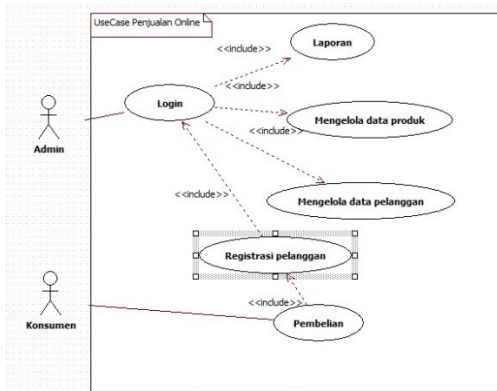 UseCase Penjualan Online
<<include>>
Laporan
<<include>>
Login
Mengelola data produk
<<include>>
Admin
<<include>>
Mengelola data pelanggan
Registrasi pelanggan
<<include>>
Konsumen
Pembelian